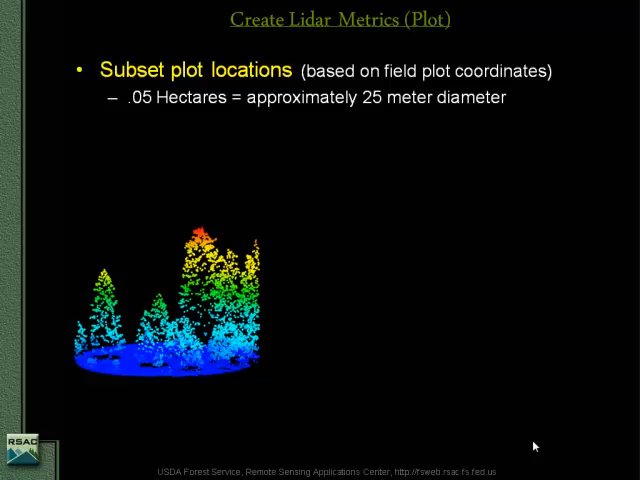 Create Lidar Metrics (Plot)
• Subset plot locations (based on field plot coordinates)
– .05 Hectares = approximately 25 meter diameter
RSAC
USDA Forest Service, Remote Sensing Applications Center, http://fsweb.rsac.fs.fed.us